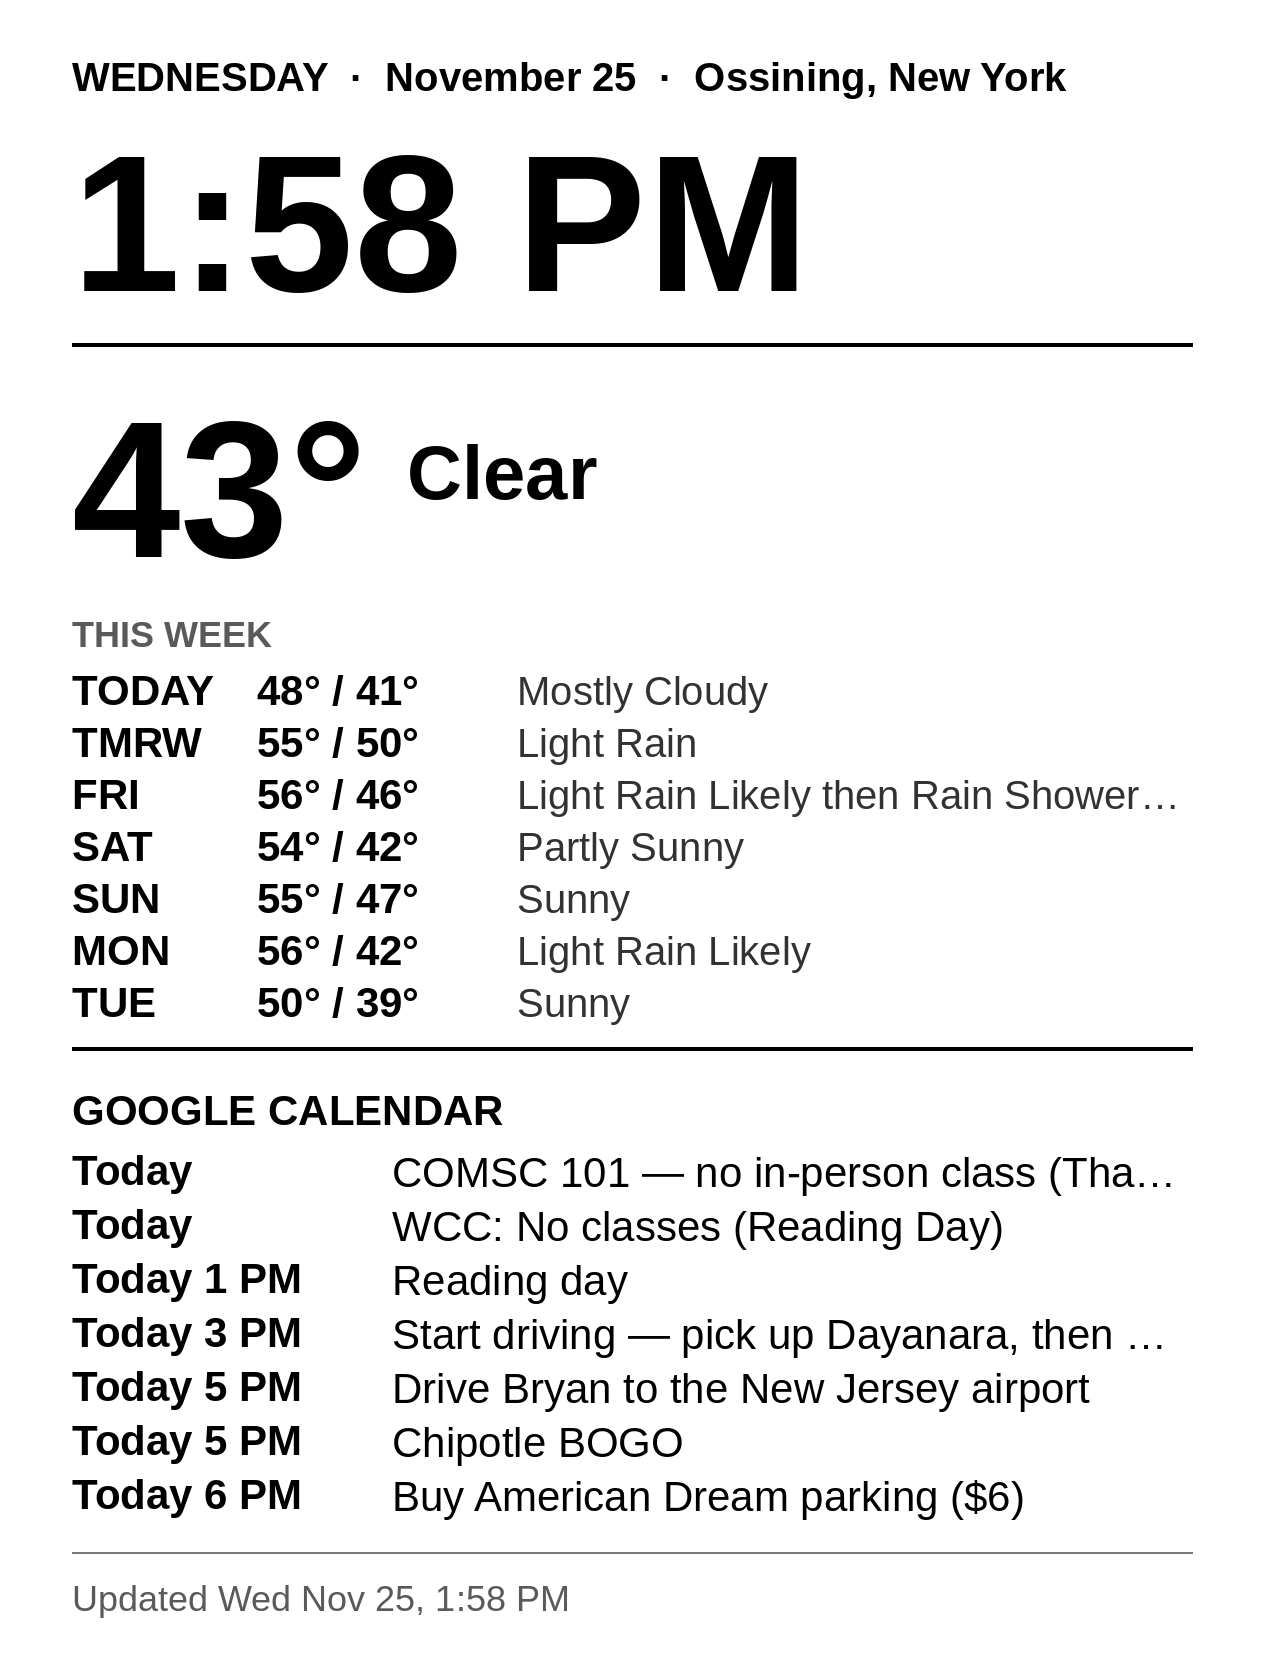 WEDNESDAY · November 25 · Ossining, New York
1:58 PM
43° Clear
THIS WEEK
TODAY 48° / 41° Mostly Cloudy
TMRW 55° / 50° Light Rain
FRI 56° / 46° Light Rain Likely then Rain Shower…
SAT 54° / 42° Partly Sunny
SUN 55° / 47° Sunny
MON 56° / 42° Light Rain Likely
TUE 50° / 39° Sunny
GOOGLE CALENDAR
Today COMSC 101 — no in-person class (Tha…
Today WCC: No classes (Reading Day)
Today 1 PM Reading day
Today 3 PM Start driving — pick up Dayanara, then …
Today 5 PM Drive Bryan to the New Jersey airport
Today 5 PM Chipotle BOGO
Today 6 PM Buy American Dream parking ($6)
Updated Wed Nov 25, 1:58 PM